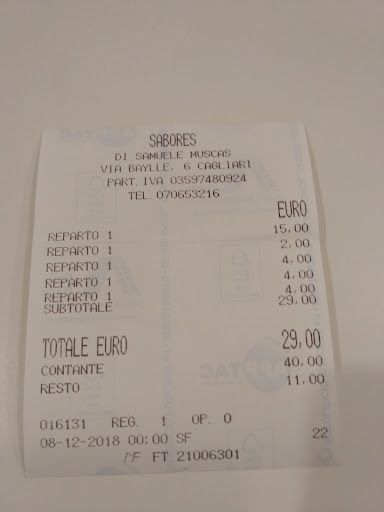 SABORES
DI SAMUELE MUSCAS
VIA BAYLLE, 6 CAGLIARI
PART. IVA 03597480924
TEL. 070653216
EURO
REPARTO 1 15,00
REPARTO 1 2,00
REPARTO 1 4,00
REPARTO 1 4,00
REPARTO 1 4,00
SUBTOTALE 29,00
TOTALE EURO 29,00
CONTANTE 40,00
RESTO 11,00
016131 REG. 1 OP. 0
08-12-2018 00:00 SF 22
MF FT 21006301